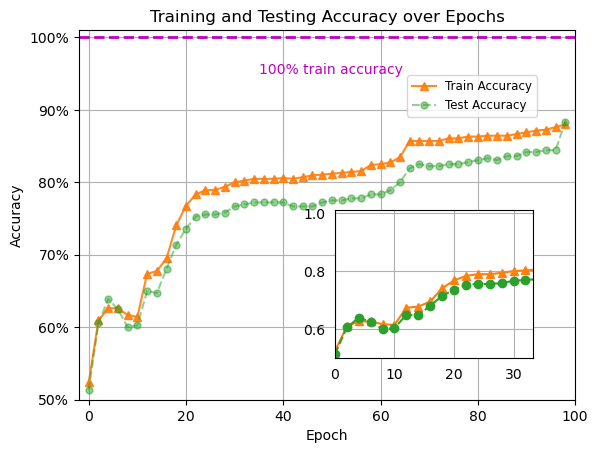 Training and Testing Accuracy over Epochs
100%
100% train accuracy
Train Accuracy
Test Accuracy
90%
80%
70%
60%
50%
Accuracy
1.0
0.8
0.6
0 10 20 30
0 20 40 60 80 100
Epoch